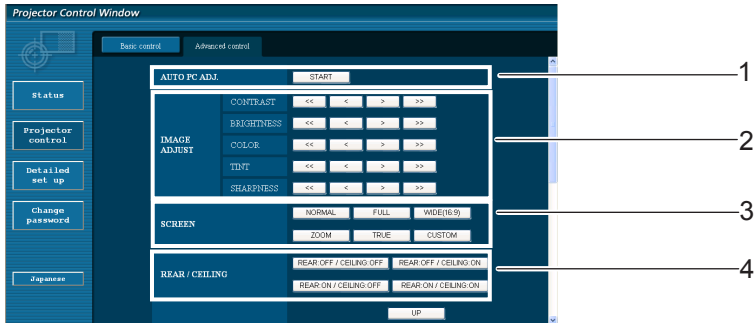 Projector Control Window
Basic control Advanced control
AUTO PC ADJ. START 1
Status
IMAGE ADJUST
CONTRAST << < > >>
BRIGHTNESS << < > >>
COLOR << < > >>
TINT << < > >>
SHARPNESS << < > >>
2
Projector control
Detailed set up
Change password
SCREEN
NORMAL FULL WIDE(16:9)
ZOOM TRUE CUSTOM
3
REAR / CEILING
REAR:OFF / CEILING:OFF REAR:OFF / CEILING:ON
REAR:ON / CEILING:OFF REAR:ON / CEILING:ON
4
Japanese
UP